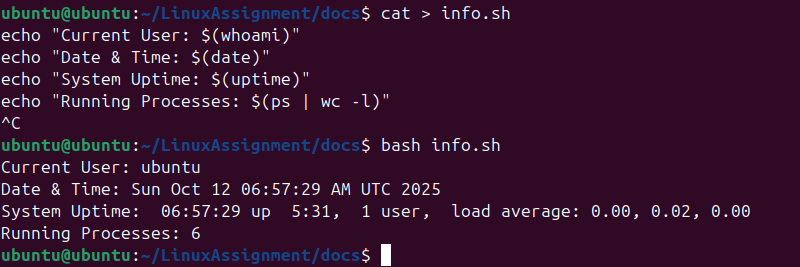 ubuntu@ubuntu:~/LinuxAssignment/docs$ cat > info.sh
echo "Current User: $(whoami)"
echo "Date & Time: $(date)"
echo "System Uptime: $(uptime)"
echo "Running Processes: $(ps | wc -l)"
^C
ubuntu@ubuntu:~/LinuxAssignment/docs$ bash info.sh
Current User: ubuntu
Date & Time: Sun Oct 12 06:57:29 AM UTC 2025
System Uptime:  06:57:29 up  5:31,  1 user,  load average: 0.00, 0.02, 0.00
Running Processes: 6
ubuntu@ubuntu:~/LinuxAssignment/docs$